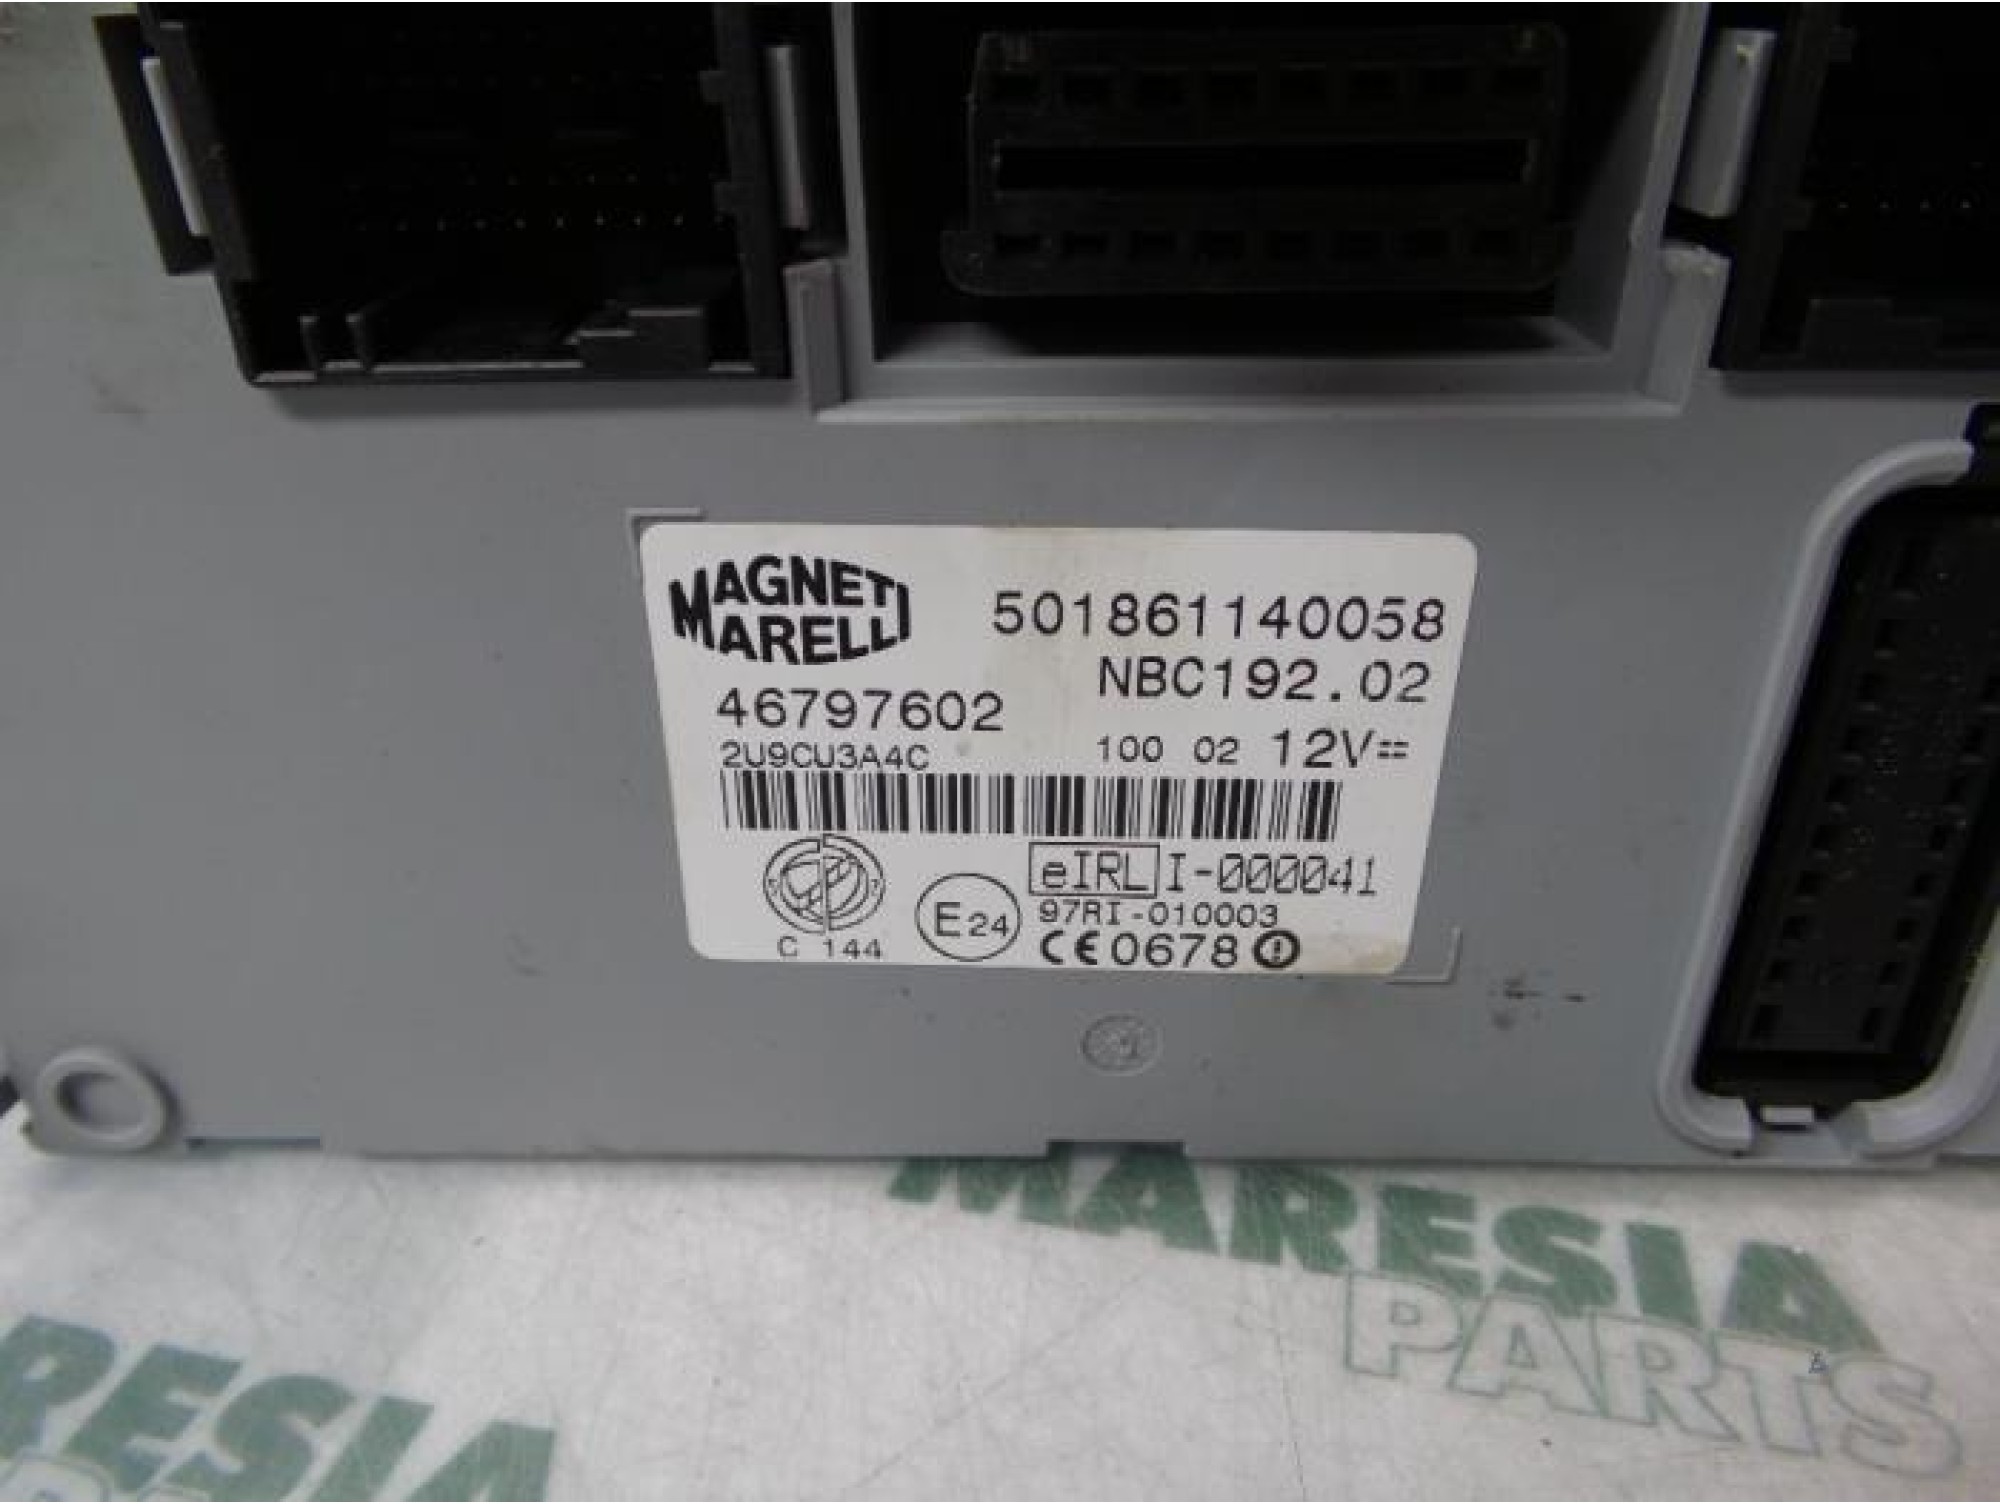 MAGNETI
MARELLI
501861140058
NBC192.02
46797602
2U9CU3A4C
100 02 12V
eIRL I-000041
97RI-010003
E24
C 144
CE0678
MARESIA
PARTS
RESIA